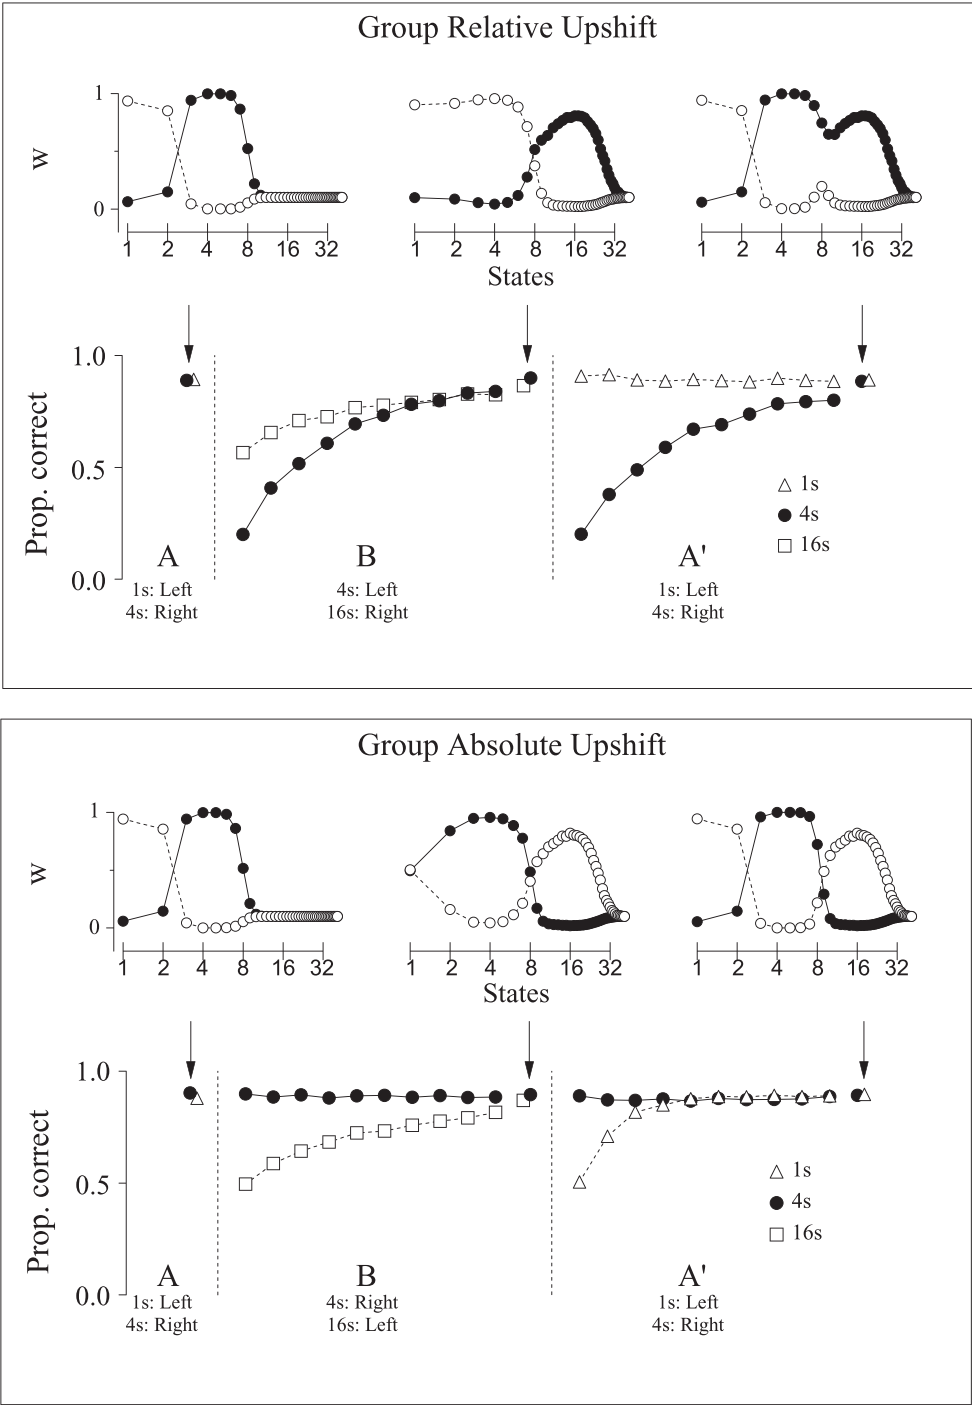 Group Relative Upshift
1
w
0
1 2 4 8 16 32
1 2 4 8 16 32
1 2 4 8 16 32
States
1.0
Prop. correct
0.5
0.0
1s
4s
16s
A
B
A'
1s: Left
4s: Right
4s: Left
16s: Right
1s: Left
4s: Right
Group Absolute Upshift
1
w
0
1 2 4 8 16 32
1 2 4 8 16 32
1 2 4 8 16 32
States
1.0
Prop. correct
0.5
0.0
1s
4s
16s
A
B
A'
1s: Left
4s: Right
4s: Right
16s: Left
1s: Left
4s: Right